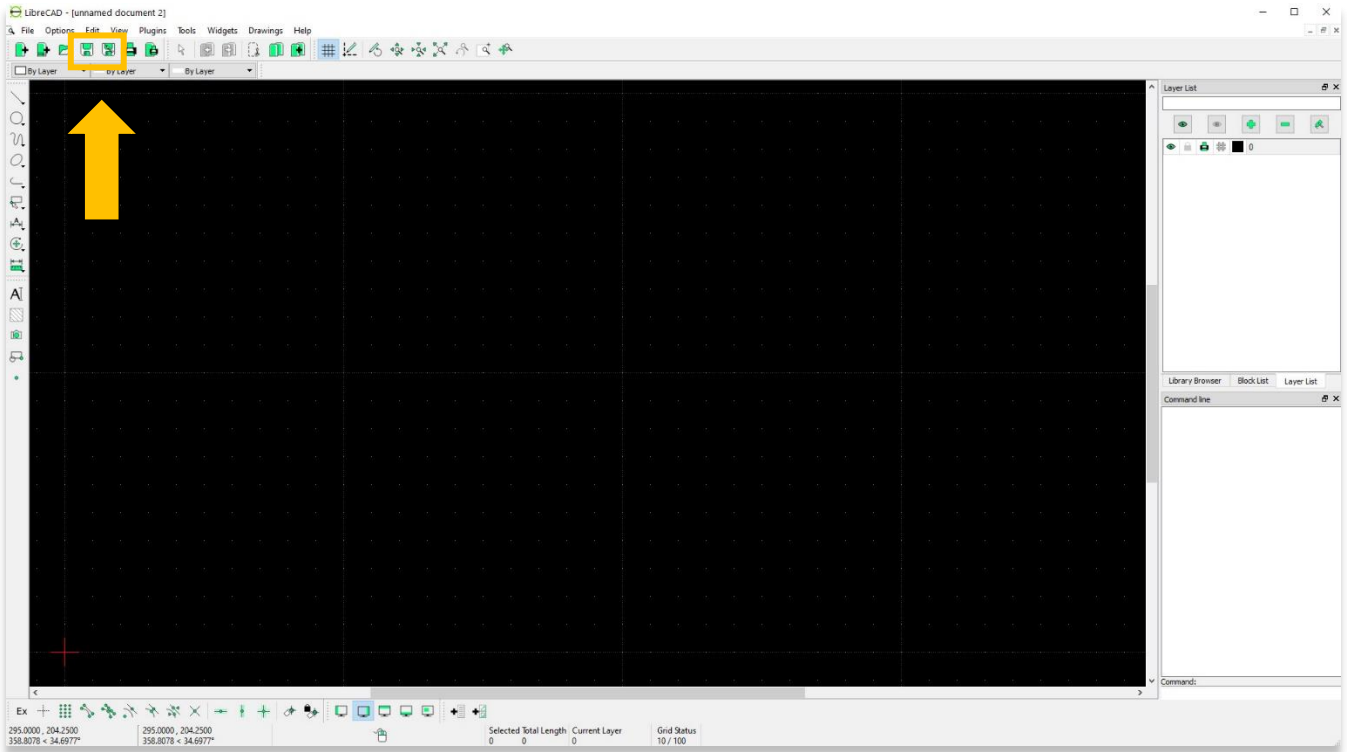 LibreCAD - [unnamed document 2]
File Options Edit View Plugins Tools Widgets Drawings Help
By Layer By Layer By Layer
Layer List
0
A
Library Browser Block List Layer List
Command line
Command:
Ex
295.0000 , 204.2500 295.0000 , 204.2500 Selected Total Length Current Layer Grid Status
358.8078 < 34.6977° 358.8078 < 34.6977° 0 0 0 10 / 100